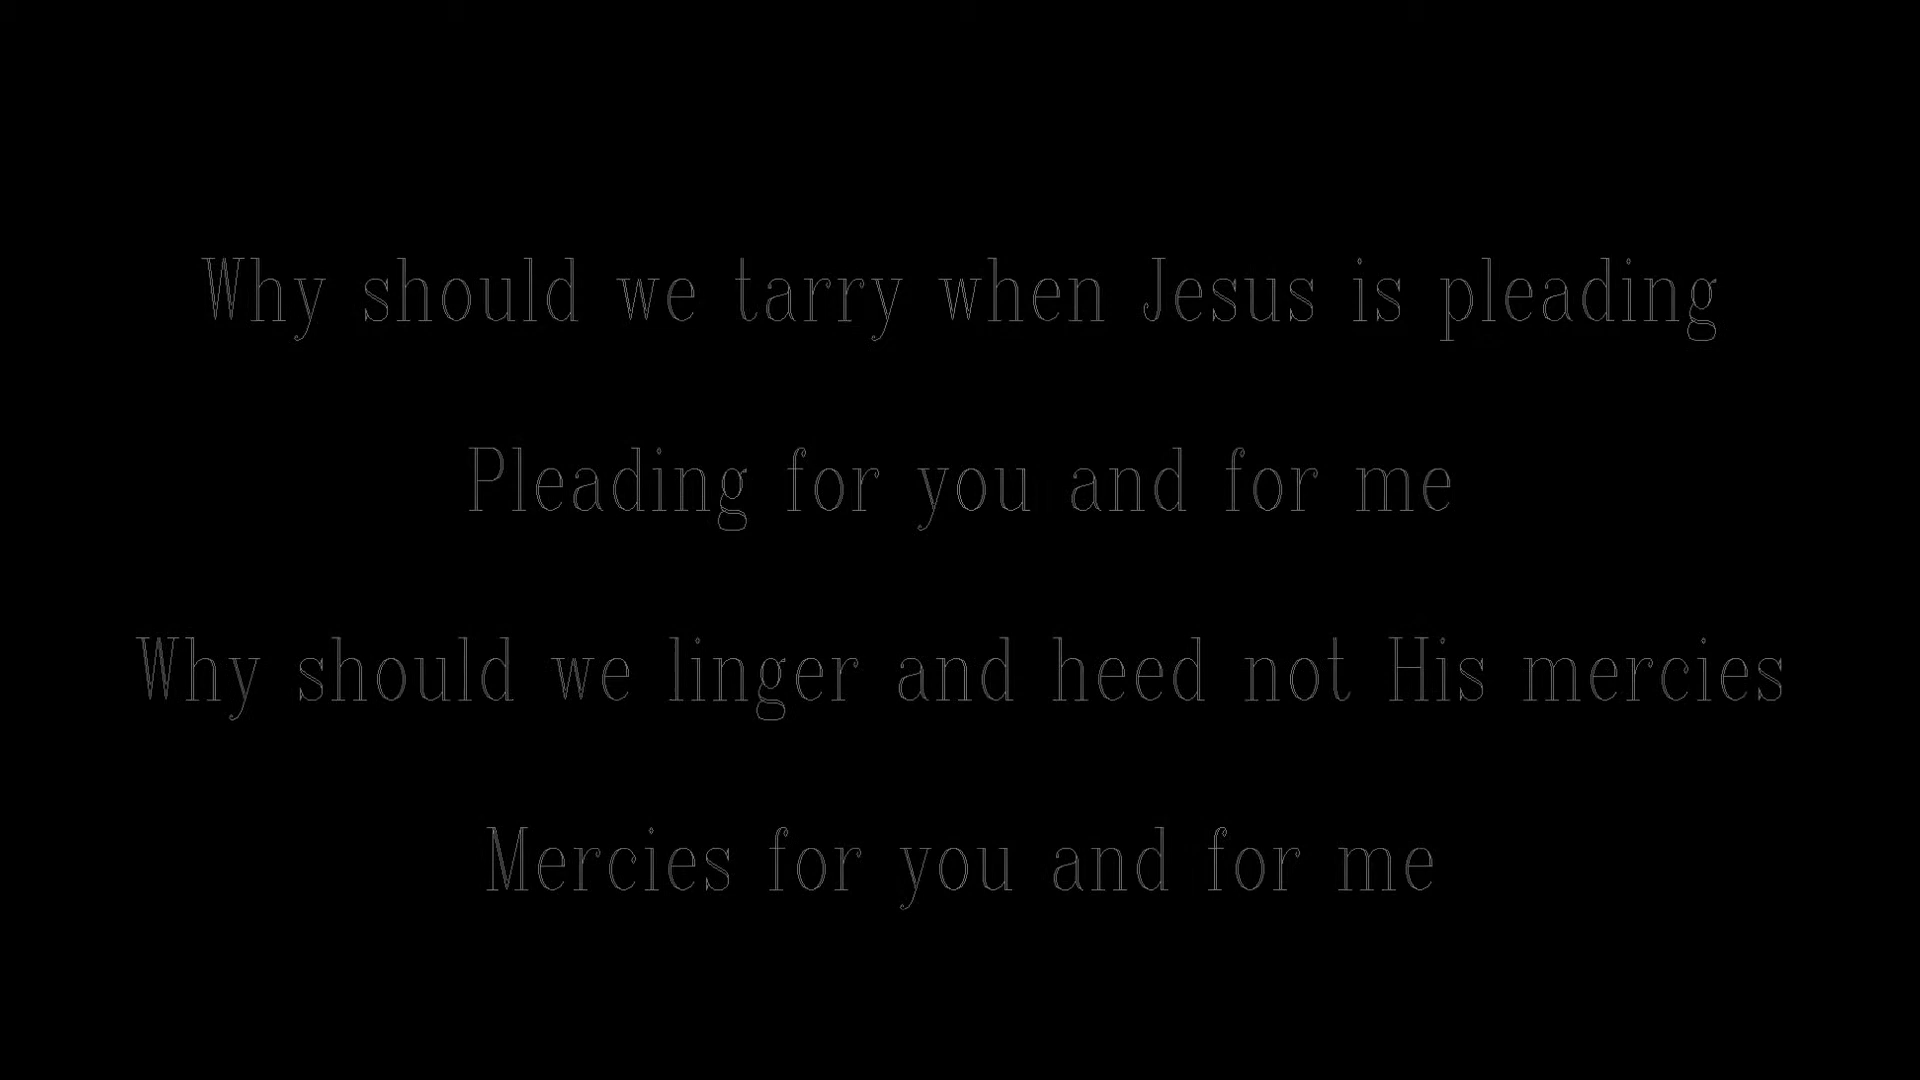 Why should we tarry when Jesus is pleading
Pleading for you and for me
Why should we linger and heed not His mercies
Mercies for you and for me